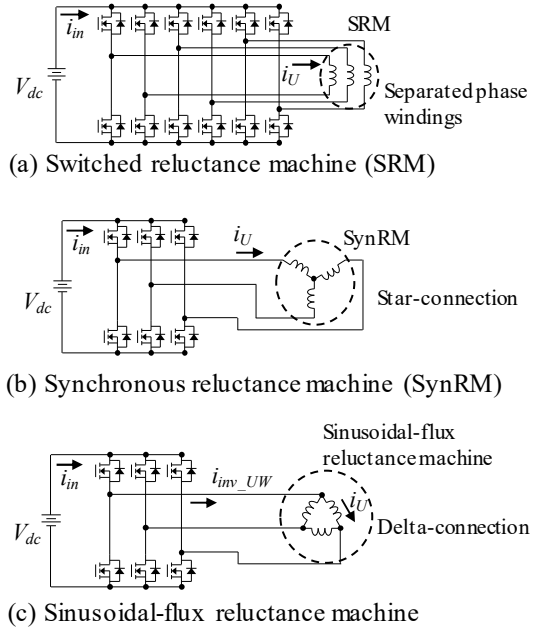 SRM
i_in
i_U
V_dc
Separated phase
windings
(a) Switched reluctance machine (SRM)
SynRM
i_in
i_U
V_dc
Star-connection
(b) Synchronous reluctance machine (SynRM)
Sinusoidal-flux
reluctance machine
i_in
i_inv_UW
i_U
V_dc
Delta-connection
(c) Sinusoidal-flux reluctance machine